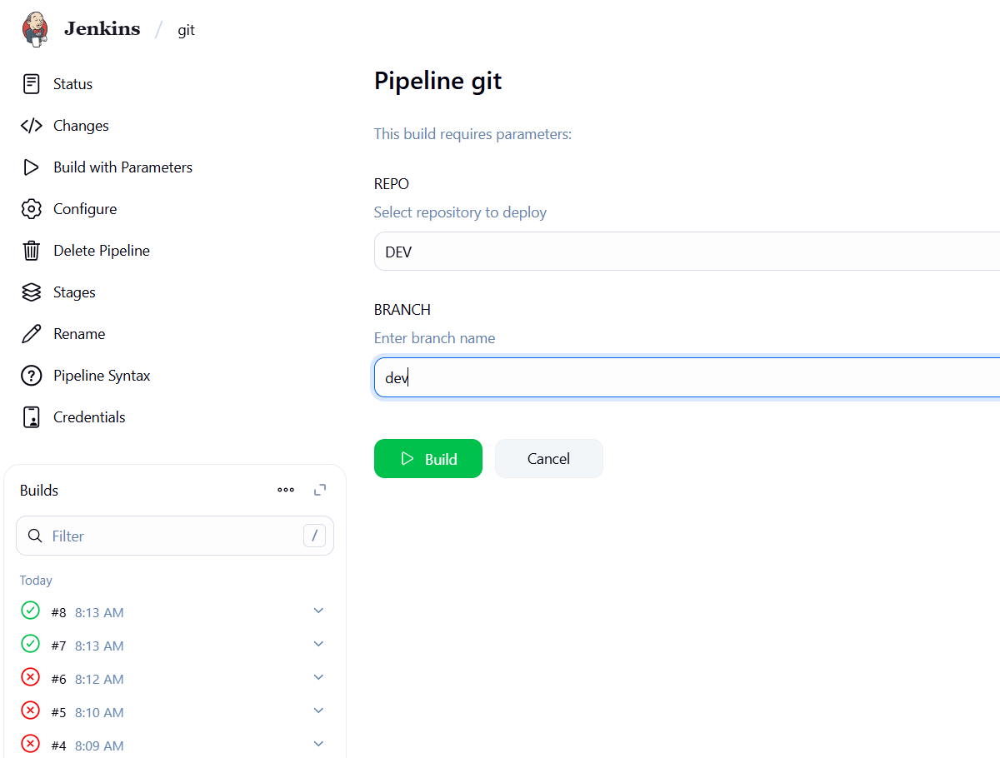 Jenkins / git
Status
Changes
Build with Parameters
Configure
Delete Pipeline
Stages
Rename
Pipeline Syntax
Credentials
Builds
Filter /
Today
#8 8:13 AM
#7 8:13 AM
#6 8:12 AM
#5 8:10 AM
#4 8:09 AM
Pipeline git
This build requires parameters:
REPO
Select repository to deploy
DEV
BRANCH
Enter branch name
dev
Build Cancel